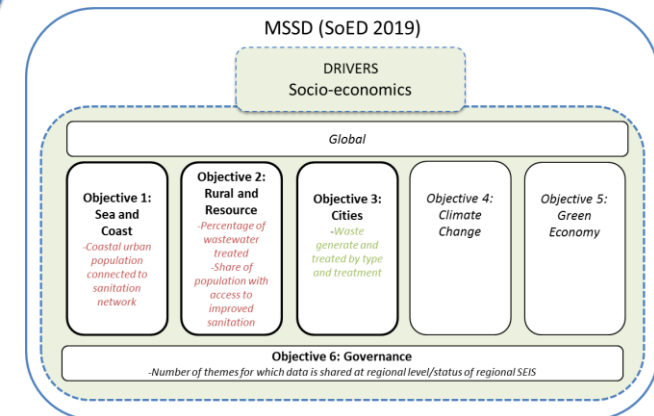 MSSD (SoED 2019)
DRIVERS
Socio-economics
Global
Objective 1:
Sea and
Coast
-Coastal urban
population
connected to
sanitation
network
Objective 2:
Rural and
Resource
-Percentage of
wastewater
treated
-Share of
population with
access to
improved
sanitation
Objective 3:
Cities
-Waste
generate and
treated by type
and treatment
Objective 4:
Climate
Change
Objective 5:
Green
Economy
Objective 6: Governance
-Number of themes for which data is shared at regional level/status of regional SEIS